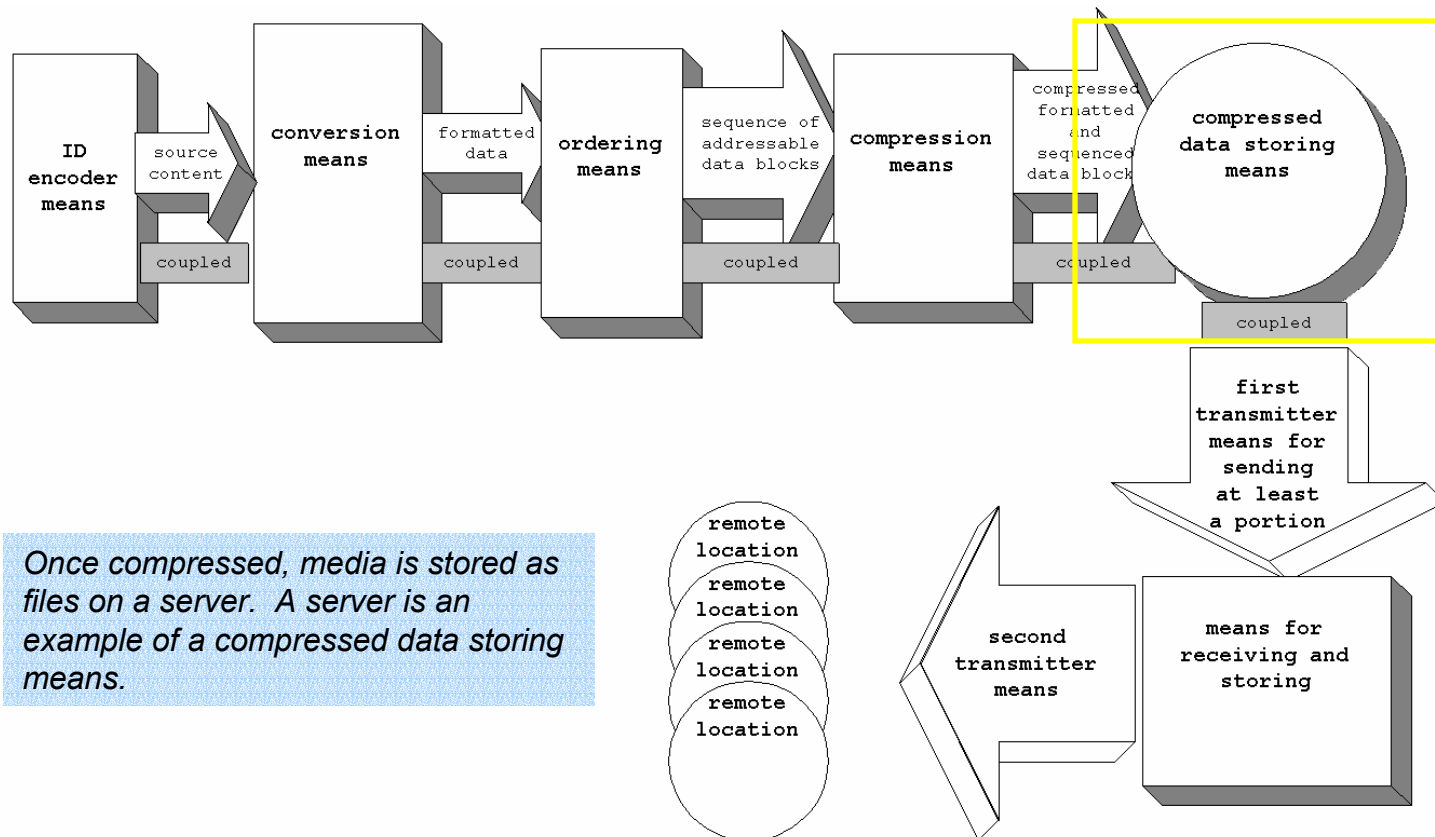 ID
encoder
means
source
content
coupled
conversion
means
formatted
data
coupled
ordering
means
sequence of
addressable
data blocks
coupled
compression
means
compressed
formatted
and
sequenced
data block
coupled
compressed
data storing
means
coupled
first
transmitter
means for
sending
at least
a portion
means for
receiving and
storing
second
transmitter
means
remote
location
remote
location
remote
location
remote
location
Once compressed, media is stored as
files on a server.  A server is an
example of a compressed data storing
means.